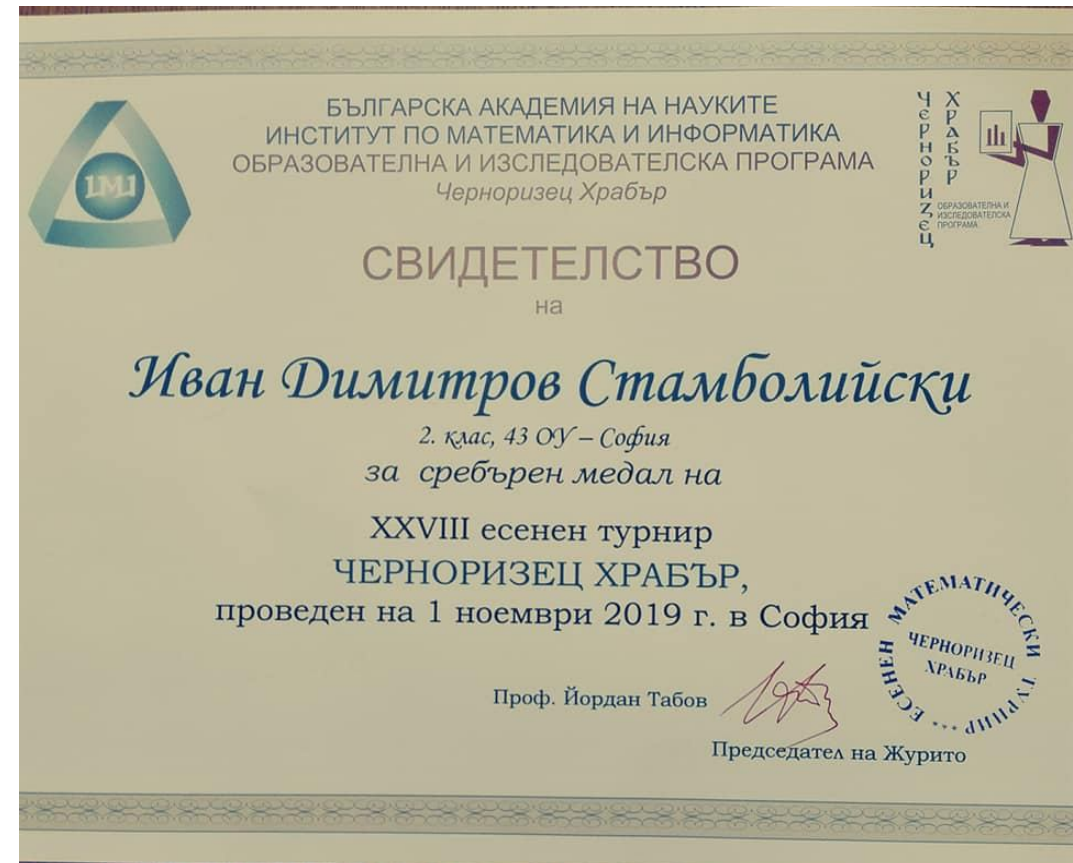 БЪЛГАРСКА АКАДЕМИЯ НА НАУКИТЕ
ИНСТИТУТ ПО МАТЕМАТИКА И ИНФОРМАТИКА
ОБРАЗОВАТЕЛНА И ИЗСЛЕДОВАТЕЛСКА ПРОГРАМА
Черноризец Храбър
IMI
ЧЕРНОРИЗЕЦ
ХРАБЪР
ОБРАЗОВАТЕЛНА И
ИЗСЛЕДОВАТЕЛСКА
ПРОГРАМА
СВИДЕТЕЛСТВО
на
Иван Димитров Стамболийски
2. клас, 43 ОУ – София
за сребърен медал на
XXVIII есенен турнир
ЧЕРНОРИЗЕЦ ХРАБЪР,
проведен на 1 ноември 2019 г. в София
ЕСЕНЕН МАТЕМАТИЧЕСКИ ТУРНИР ***
ЧЕРНОРИЗЕЦ
ХРАБЪР
Проф. Йордан Табов
Председател на Журито